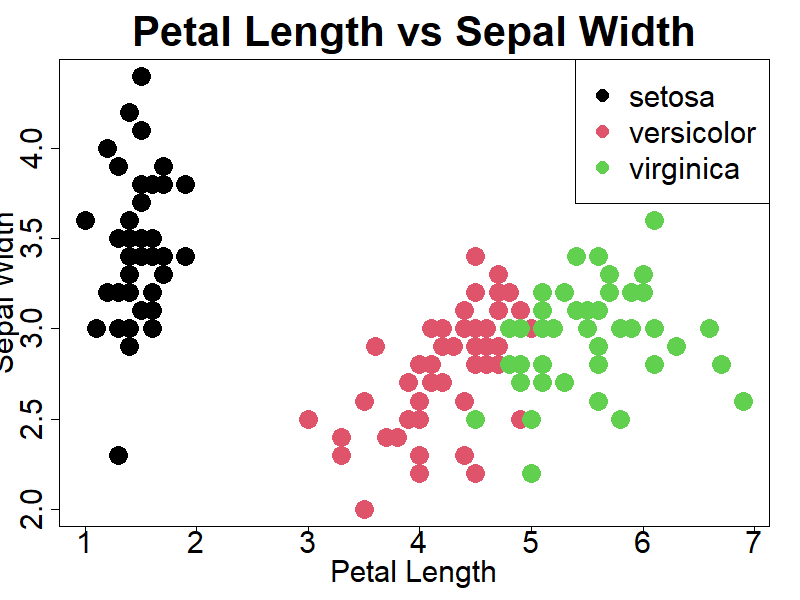 Petal Length vs Sepal Width
setosa
versicolor
virginica
Sepal Width
4.0
3.5
3.0
2.5
2.0
1 2 3 4 5 6 7
Petal Length